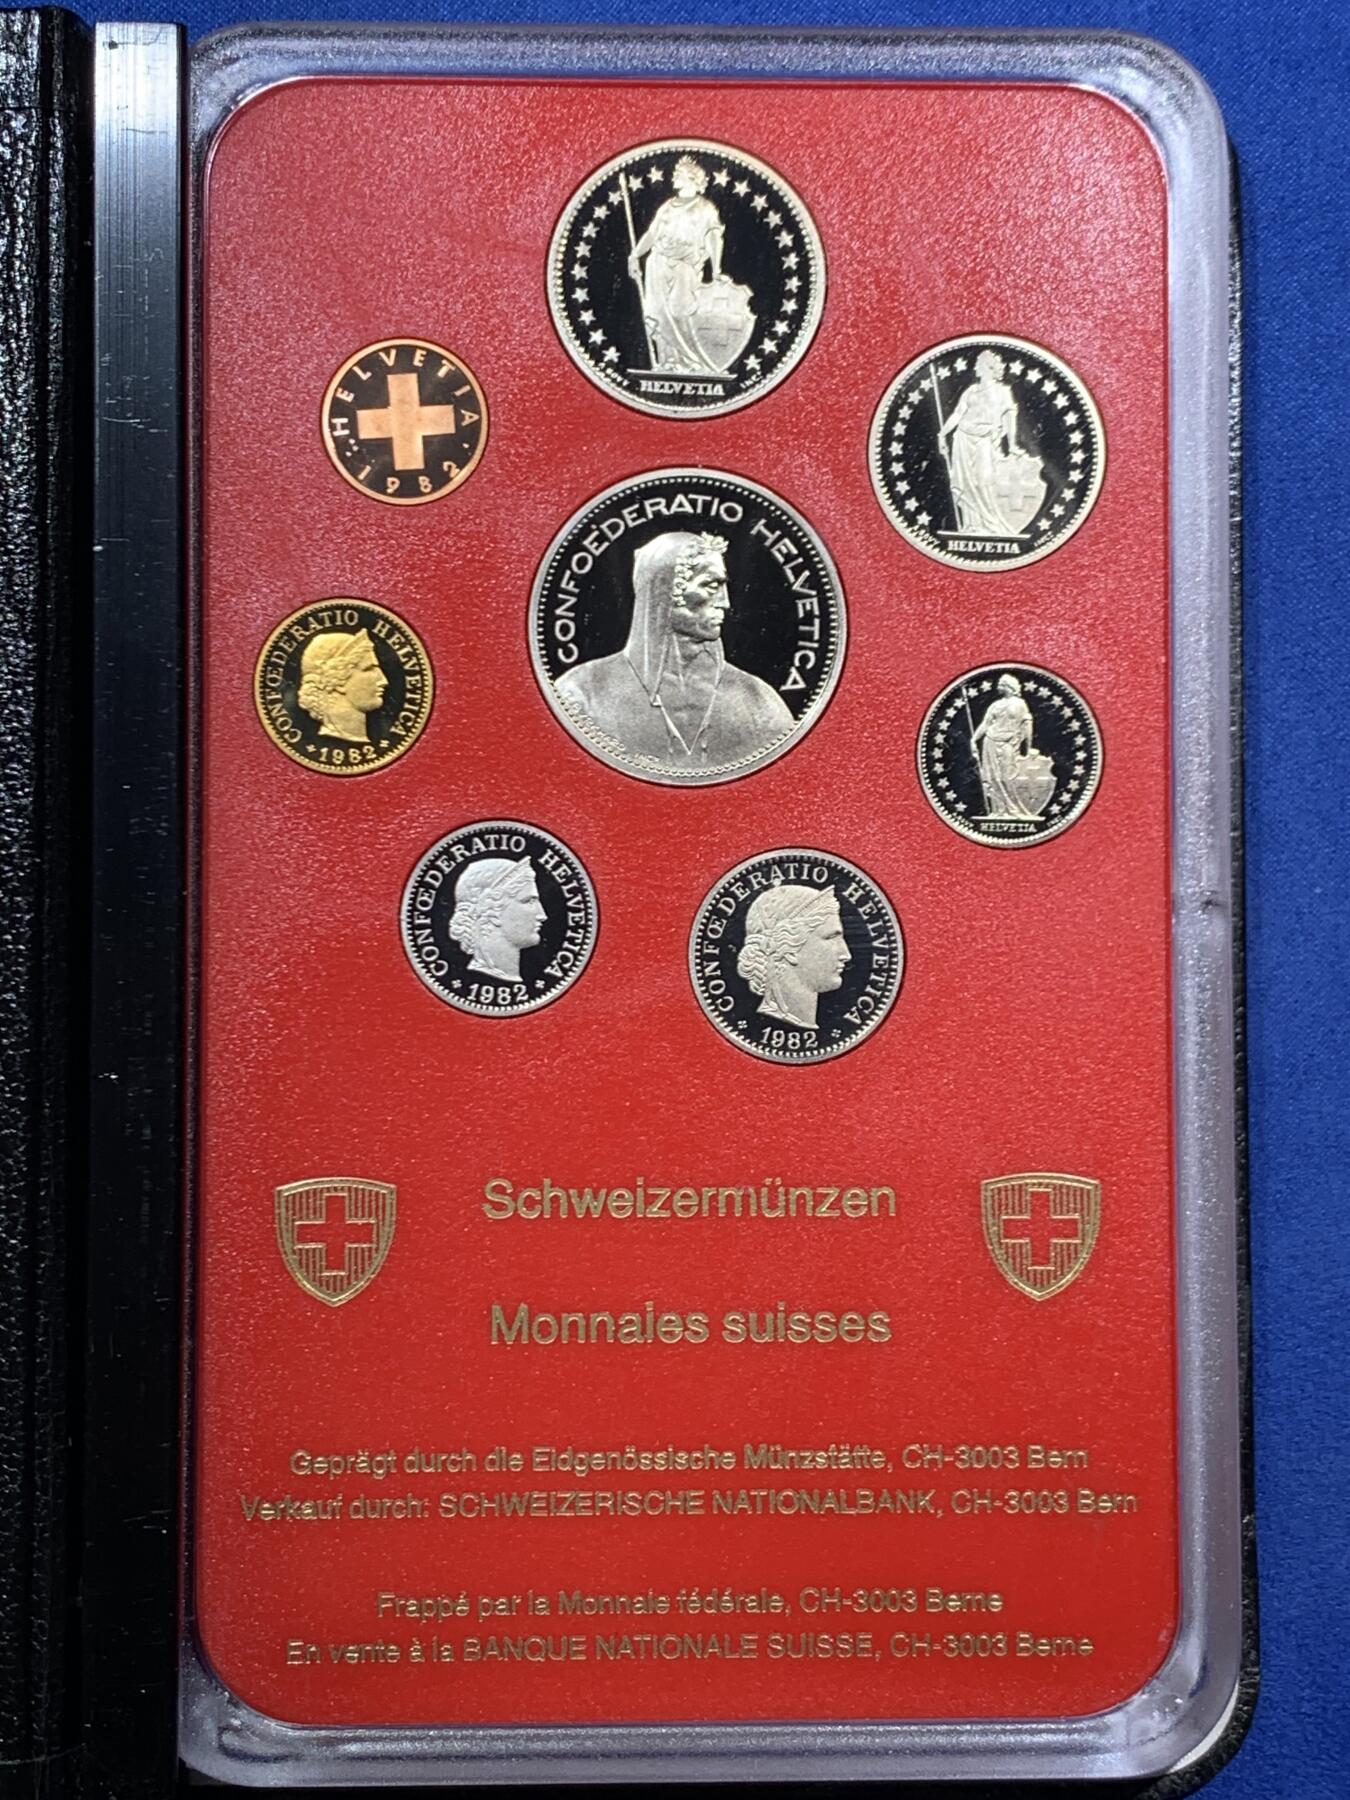 HELVETIA
HELVETIA
1982
HELVETIA
CONFOEDERATIO HELVETICA
CONFŒDERATIO HELVETICA
1982
HELVETIA
CONFŒDERATIO HELVETICA
1982
CONFŒDERATIO HELVETICA
1982
Schweizermünzen
Monnaies suisses
Geprägt durch die Eidgenössische Münzstätte, CH-3003 Bern
Verkauf durch: SCHWEIZERISCHE NATIONALBANK, CH-3003 Bern
Frappé par la Monnaie fédérale, CH-3003 Berne
En vente à la BANQUE NATIONALE SUISSE, CH-3003 Berne